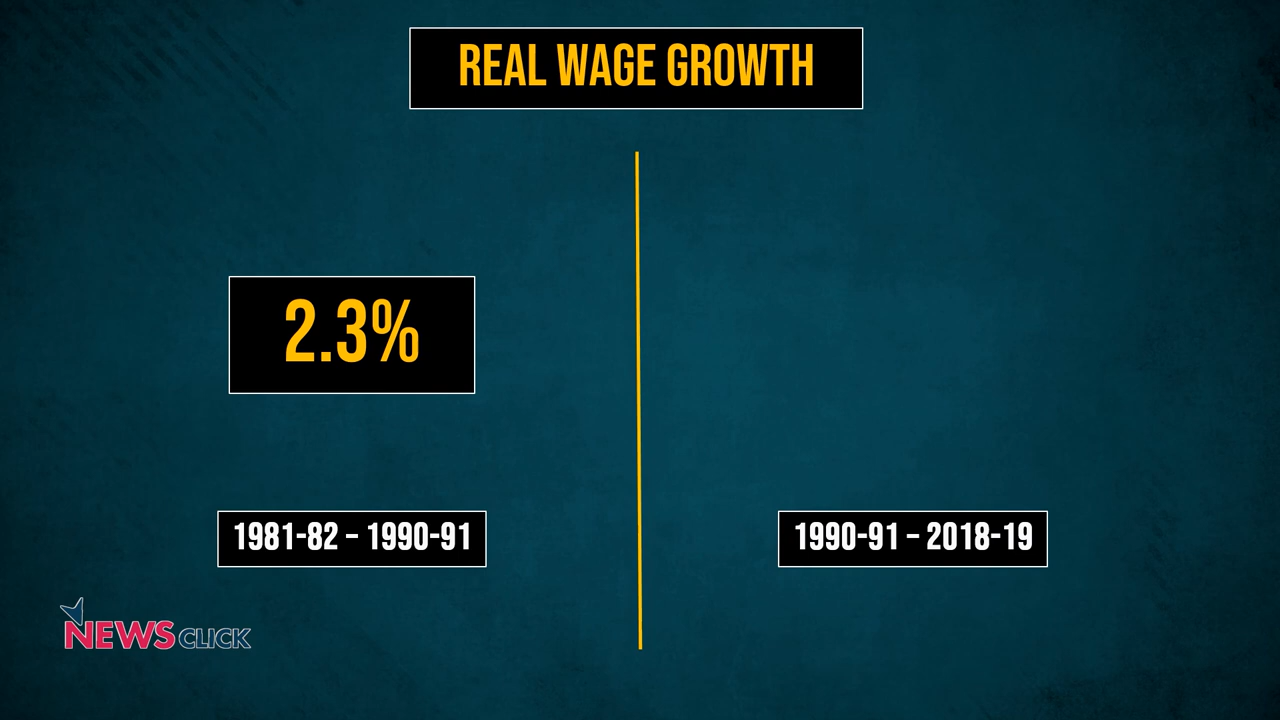 REAL WAGE GROWTH
2.3%
1981-82 – 1990-91
1990-91 – 2018-19
NEWSCLICK